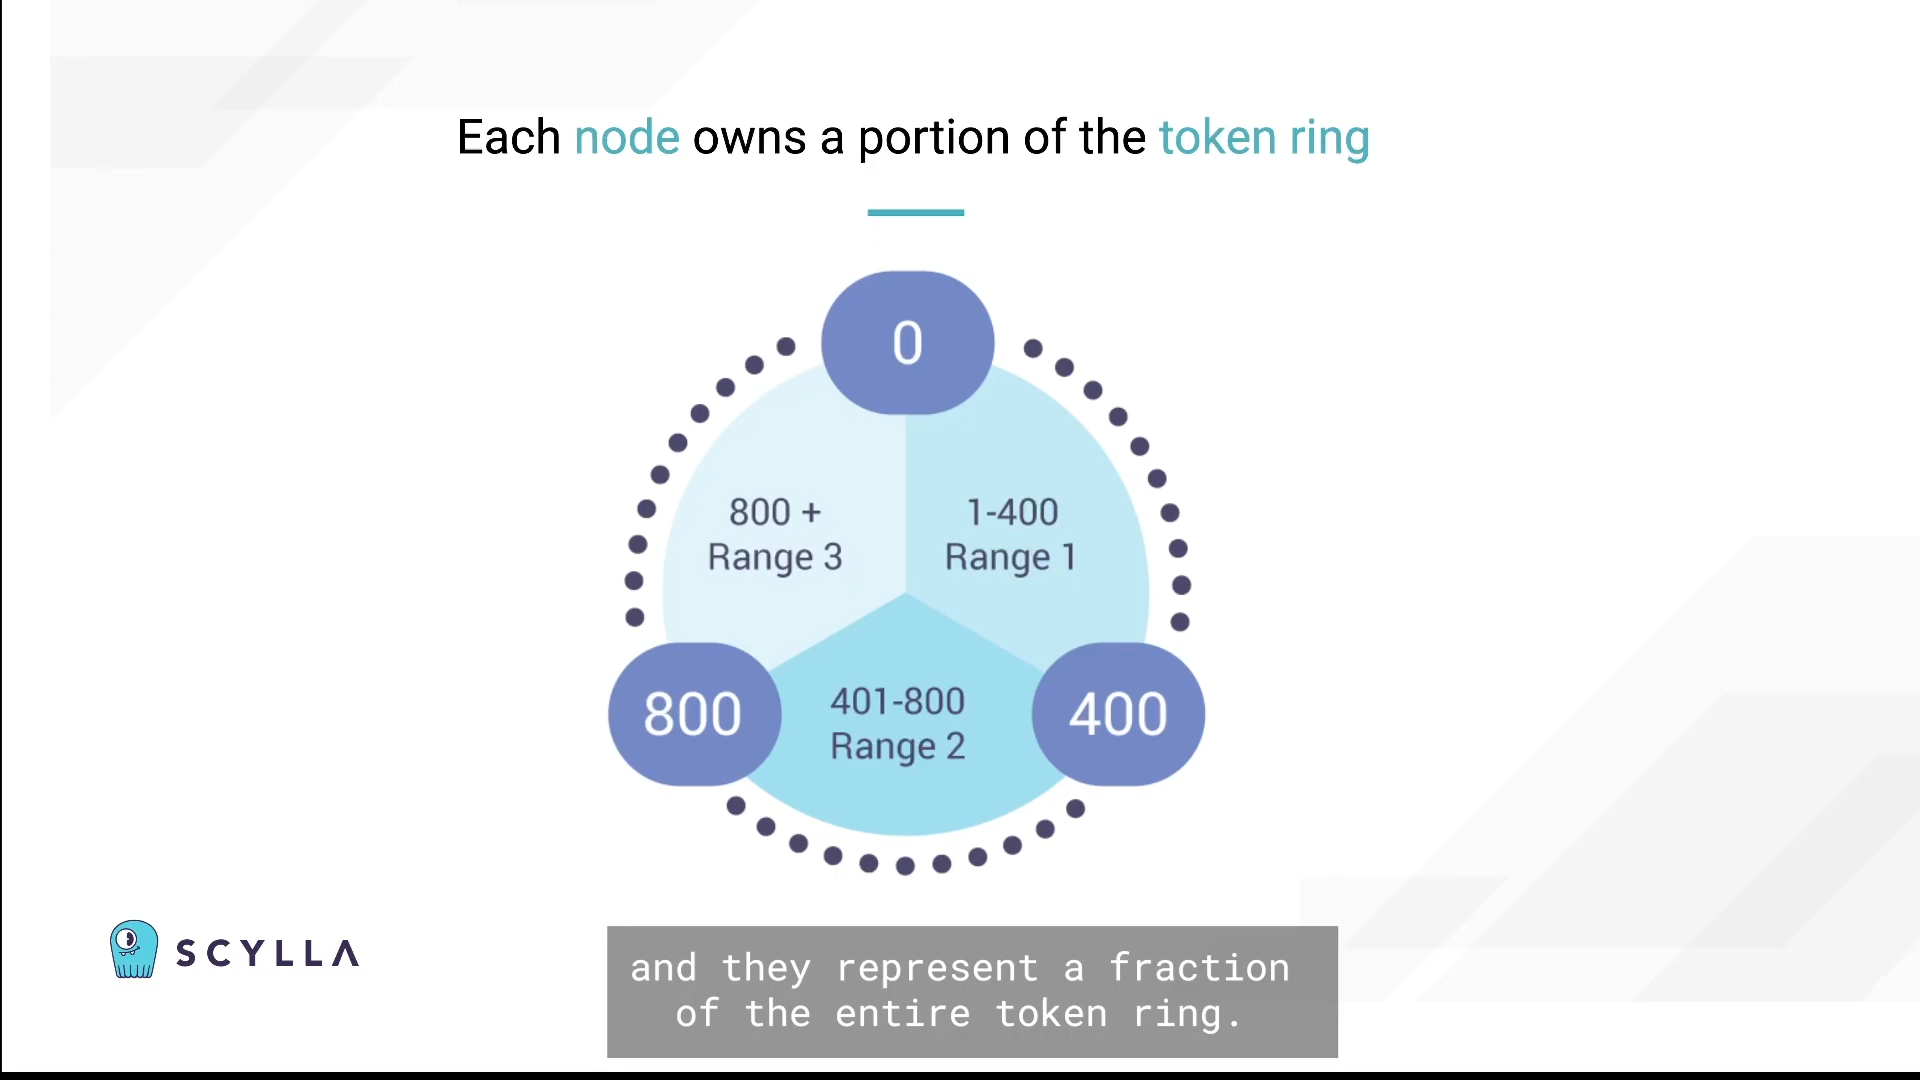 Each node owns a portion of the token ring
0
800 +
Range 3
1-400
Range 1
800
401-800
Range 2
400
SCYLLA
and they represent a fraction
of the entire token ring.